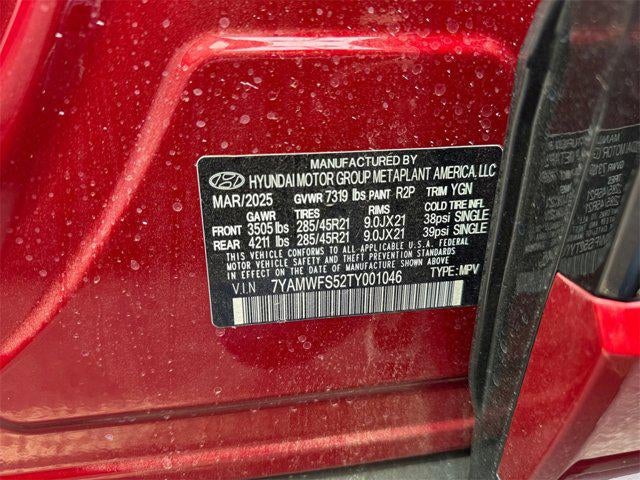 MANUFACTURED BY
HYUNDAI MOTOR GROUP METAPLANT AMERICA, LLC
MAR/2025 GVWR 7319 lbs PAINT R2P TRIM YGN
GAWR TIRES RIMS COLD TIRE INFL
FRONT 3505 lbs 285/45R21 9.0JX21 38psi SINGLE
REAR 4211 lbs 285/45R21 9.0JX21 39psi SINGLE
THIS VEHICLE CONFORMS TO ALL APPLICABLE U.S.A. FEDERAL
MOTOR VEHICLE SAFETY, BUMPER, AND THEFT PREVENTION STANDARDS
IN EFFECT ON THE DATE OF MANUFACTURE SHOWN ABOVE.
V.I.N 7YAMWFS52TY001046 TYPE: MPV